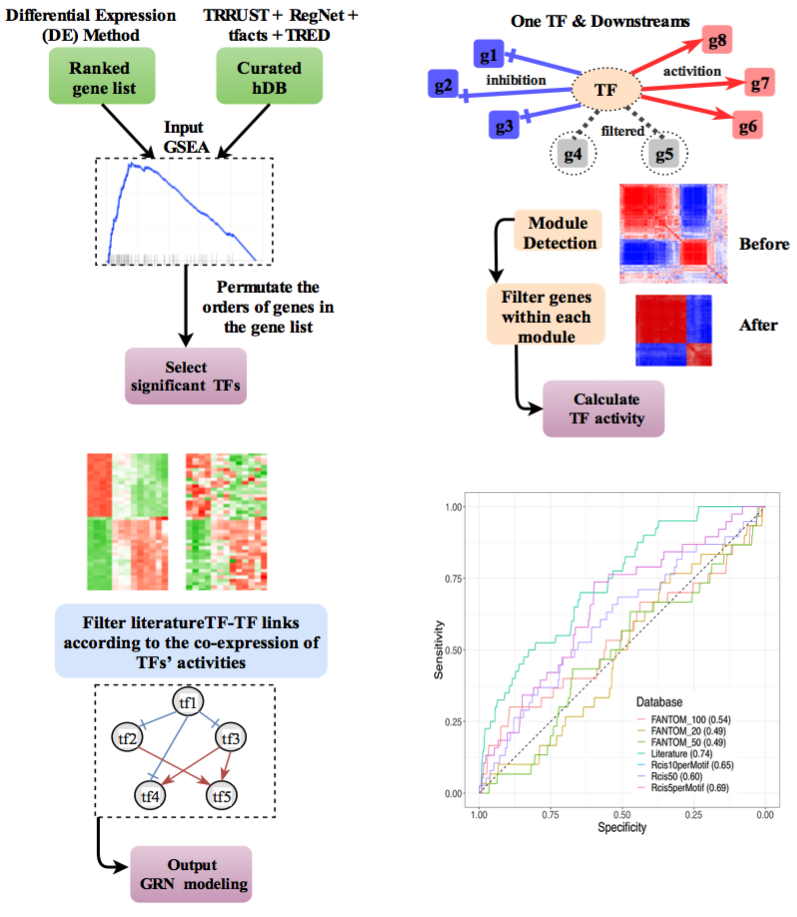 Differential Expression
(DE) Method
TRRUST + RegNet +
tfacts + TRED
Ranked
gene list
Curated
hDB
Input
GSEA
Permutate the
orders of genes in
the gene list
Select
significant TFs
One TF & Downstreams
g1
g2
g3
inhibition
TF
activition
g8
g7
g6
filtered
g4
g5
Module
Detection
Before
Filter genes
within each
module
After
Calculate
TF activity
Filter literatureTF-TF links
according to the co-expression of
TFs' activities
tf1
tf2
tf3
tf4
tf5
Output
GRN modeling
Sensitivity
1.00
0.75
0.50
0.25
0.00
Database
FANTOM_100 (0.54)
FANTOM_20 (0.49)
FANTOM_50 (0.49)
Literature (0.74)
Rcis10perMotif (0.65)
Rcis50 (0.60)
Rcis5perMotif (0.69)
1.00
0.75
0.50
0.25
0.00
Specificity